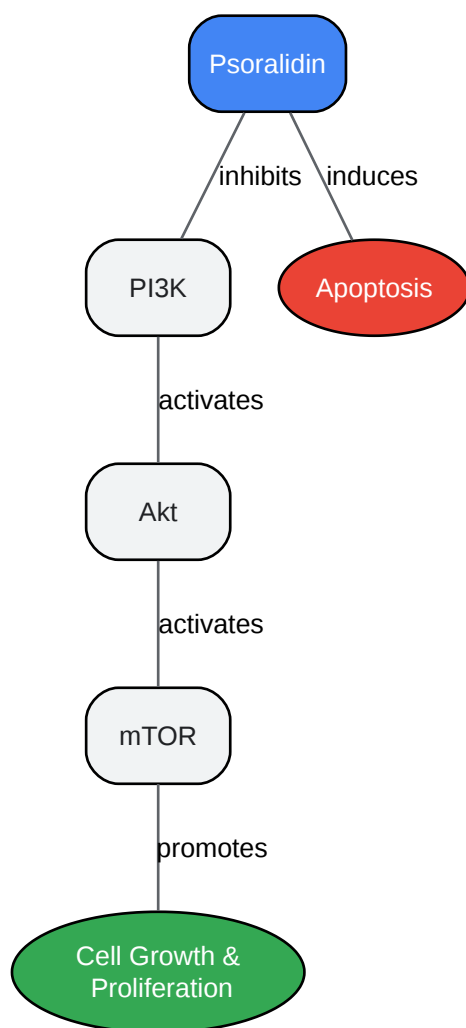 Psoralidin
inhibits
induces
PI3K
Apoptosis
activates
Akt
activates
mTOR
promotes
Cell Growth &
Proliferation